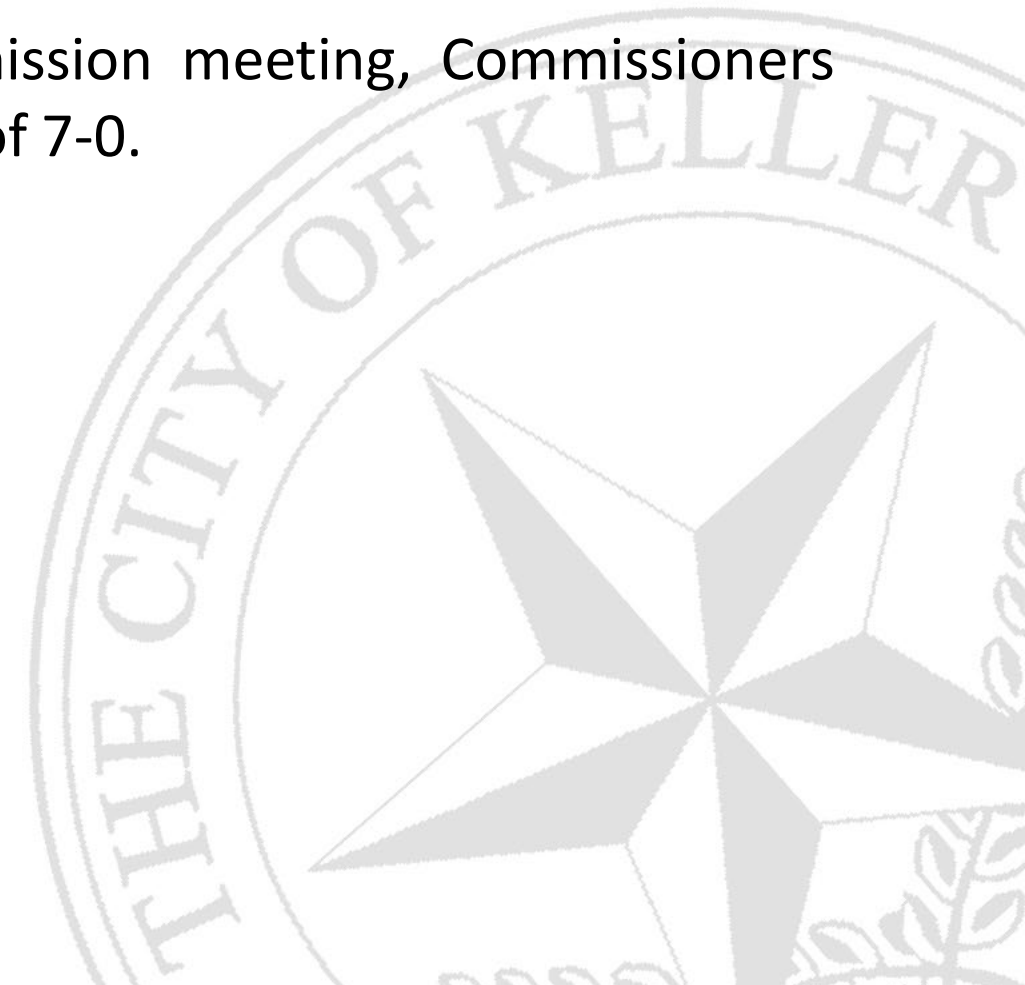 ission meeting, Commissioners
of 7-0.
THE CITY OF KELLER